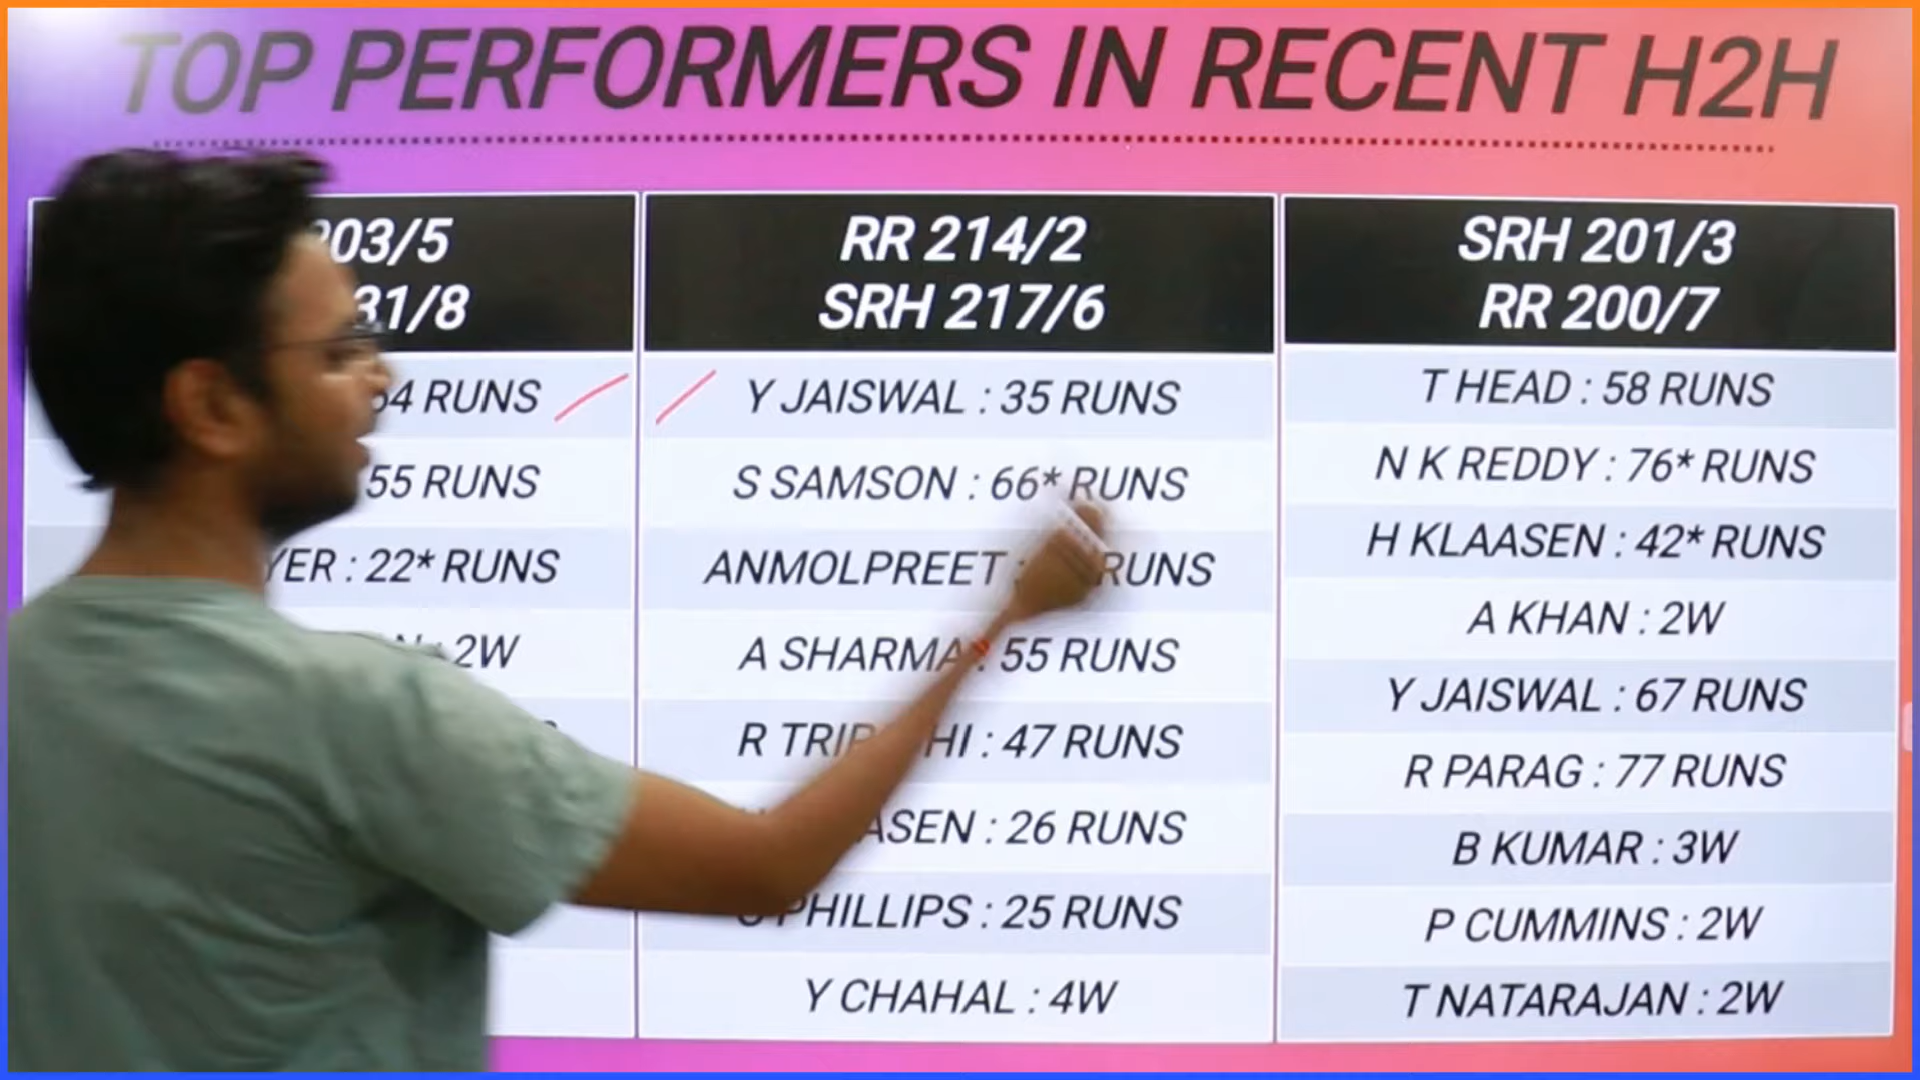 TOP PERFORMERS IN RECENT H2H
03/5
31/8
64 RUNS
55 RUNS
YER : 22* RUNS
2W
RR 214/2
SRH 217/6
Y JAISWAL : 35 RUNS
S SAMSON : 66* RUNS
ANMOLPREET : RUNS
A SHARMA : 55 RUNS
R TRIP HI : 47 RUNS
ASEN : 26 RUNS
PHILLIPS : 25 RUNS
Y CHAHAL : 4W
SRH 201/3
RR 200/7
T HEAD : 58 RUNS
N K REDDY : 76* RUNS
H KLAASEN : 42* RUNS
A KHAN : 2W
Y JAISWAL : 67 RUNS
R PARAG : 77 RUNS
B KUMAR : 3W
P CUMMINS : 2W
T NATARAJAN : 2W